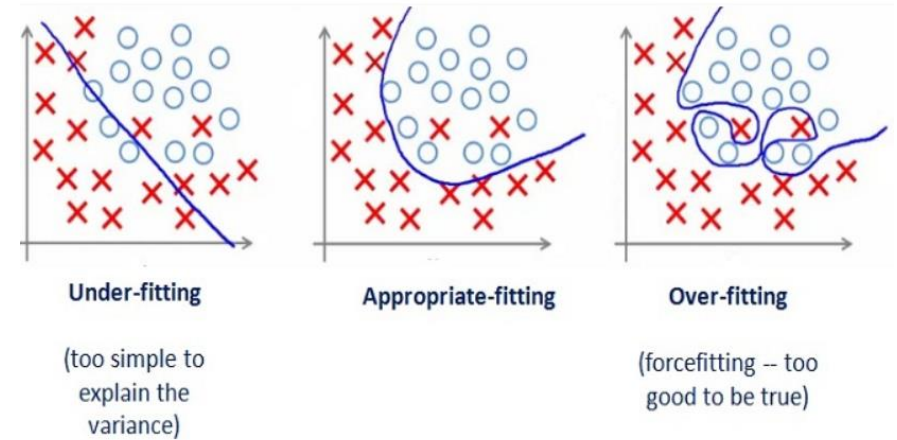 Under-fitting
Appropriate-fitting
Over-fitting
(too simple to
explain the
variance)
(forcefitting -- too
good to be true)